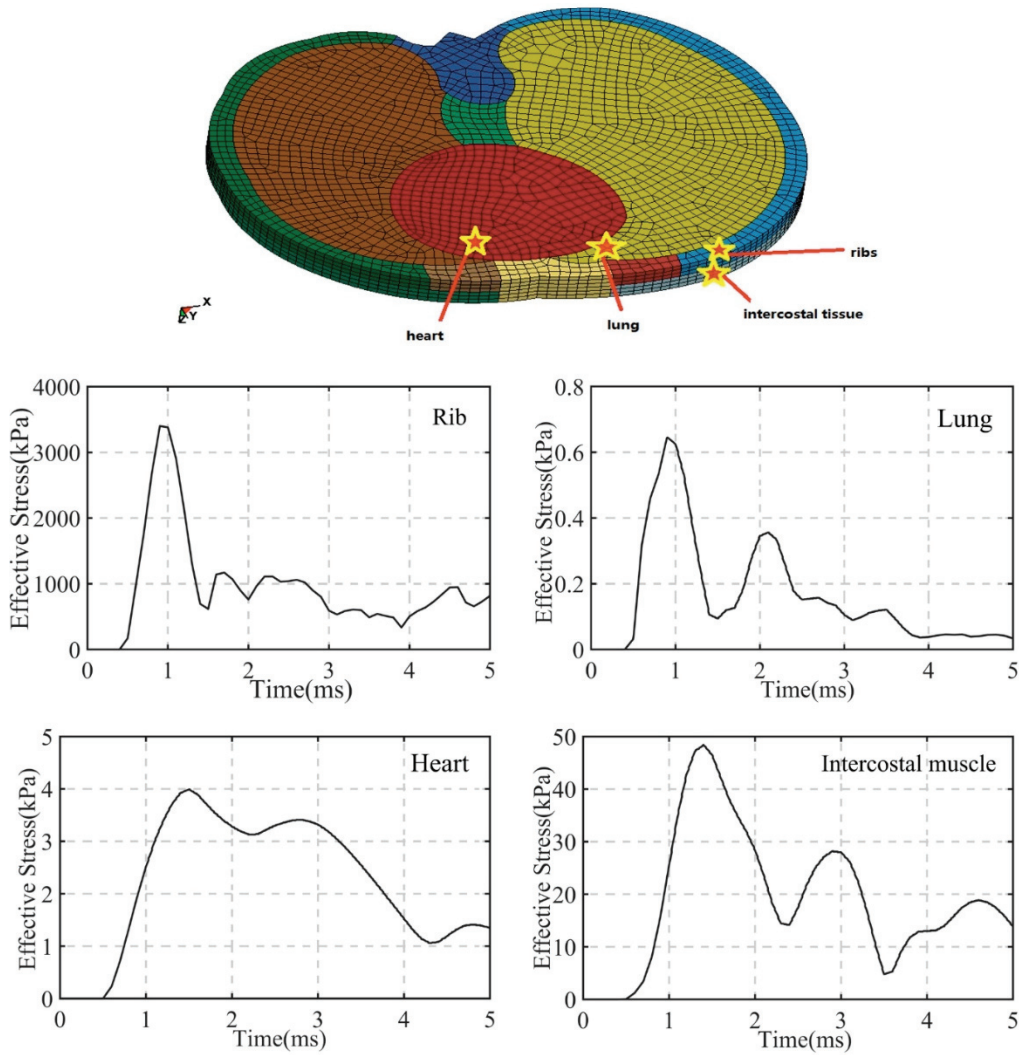 ribs
X
Y
intercostal tissue
lung
heart
4000
3000
2000
1000
0
Effective Stress(kPa)
Rib
0 1 2 3 4 5
Time(ms)
0.8
0.6
0.4
0.2
0
Effective Stress(kPa)
Lung
0 1 2 3 4 5
Time(ms)
5
4
3
2
1
0
Effective Stress(kPa)
Heart
0 1 2 3 4 5
Time(ms)
50
40
30
20
10
0
Effective Stress(kPa)
Intercostal muscle
0 1 2 3 4 5
Time(ms)